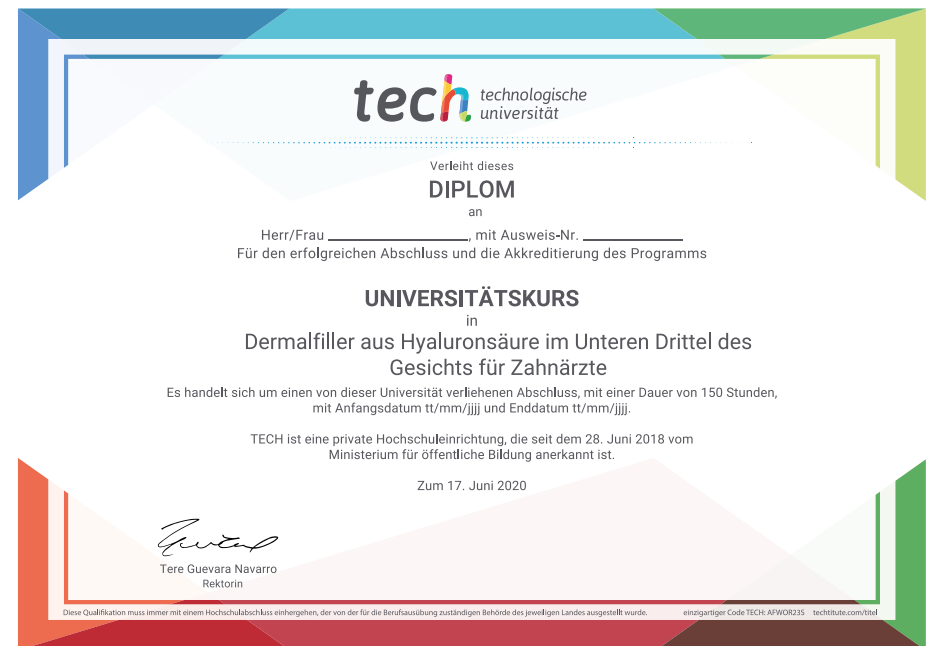 tech technologische
universität
Verleiht dieses
DIPLOM
an
Herr/Frau ____________________, mit Ausweis-Nr. ______________
Für den erfolgreichen Abschluss und die Akkreditierung des Programms
UNIVERSITÄTSKURS
in
Dermalfiller aus Hyaluronsäure im Unteren Drittel des
Gesichts für Zahnärzte
Es handelt sich um einen von dieser Universität verliehenen Abschluss, mit einer Dauer von 150 Stunden,
mit Anfangsdatum tt/mm/jjjj und Enddatum tt/mm/jjjj.
TECH ist eine private Hochschuleinrichtung, die seit dem 28. Juni 2018 vom
Ministerium für öffentliche Bildung anerkannt ist.
Zum 17. Juni 2020
Tere Guevara Navarro
Rektorin
Diese Qualifikation muss immer mit einem Hochschulabschluss einhergehen, der von der für die Berufsausübung zuständigen Behörde des jeweiligen Landes ausgestellt wurde. einzigartiger Code TECH: AFWOR23S techtitute.com/titel